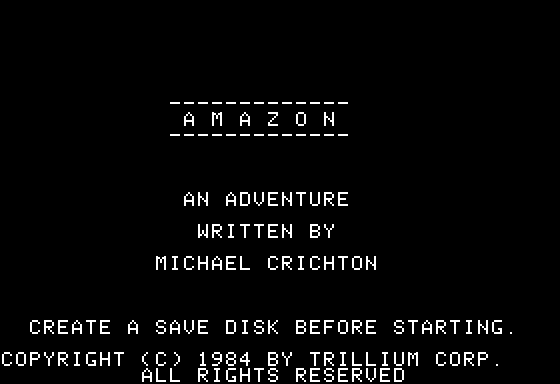 -------------
A M A Z O N
-------------
AN ADVENTURE
WRITTEN BY
MICHAEL CRICHTON
CREATE A SAVE DISK BEFORE STARTING.
COPYRIGHT (C) 1984 BY TRILLIUM CORP.
ALL RIGHTS RESERVED